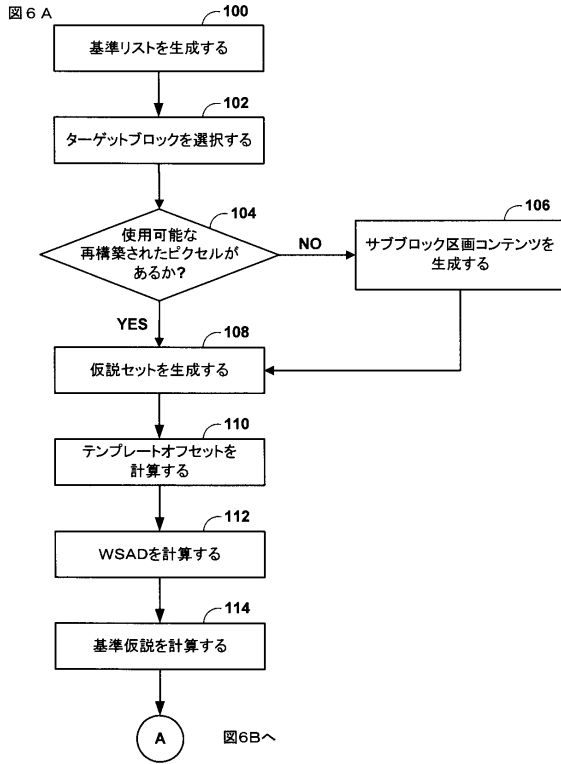 図6A
100
基準リストを生成する
102
ターゲットブロックを選択する
104
使用可能な
再構築されたピクセルが
あるか?
NO
106
サブブロック区画コンテンツを
生成する
YES
108
仮説セットを生成する
110
テンプレートオフセットを
計算する
112
WSADを計算する
114
基準仮説を計算する
A
図6Bへ